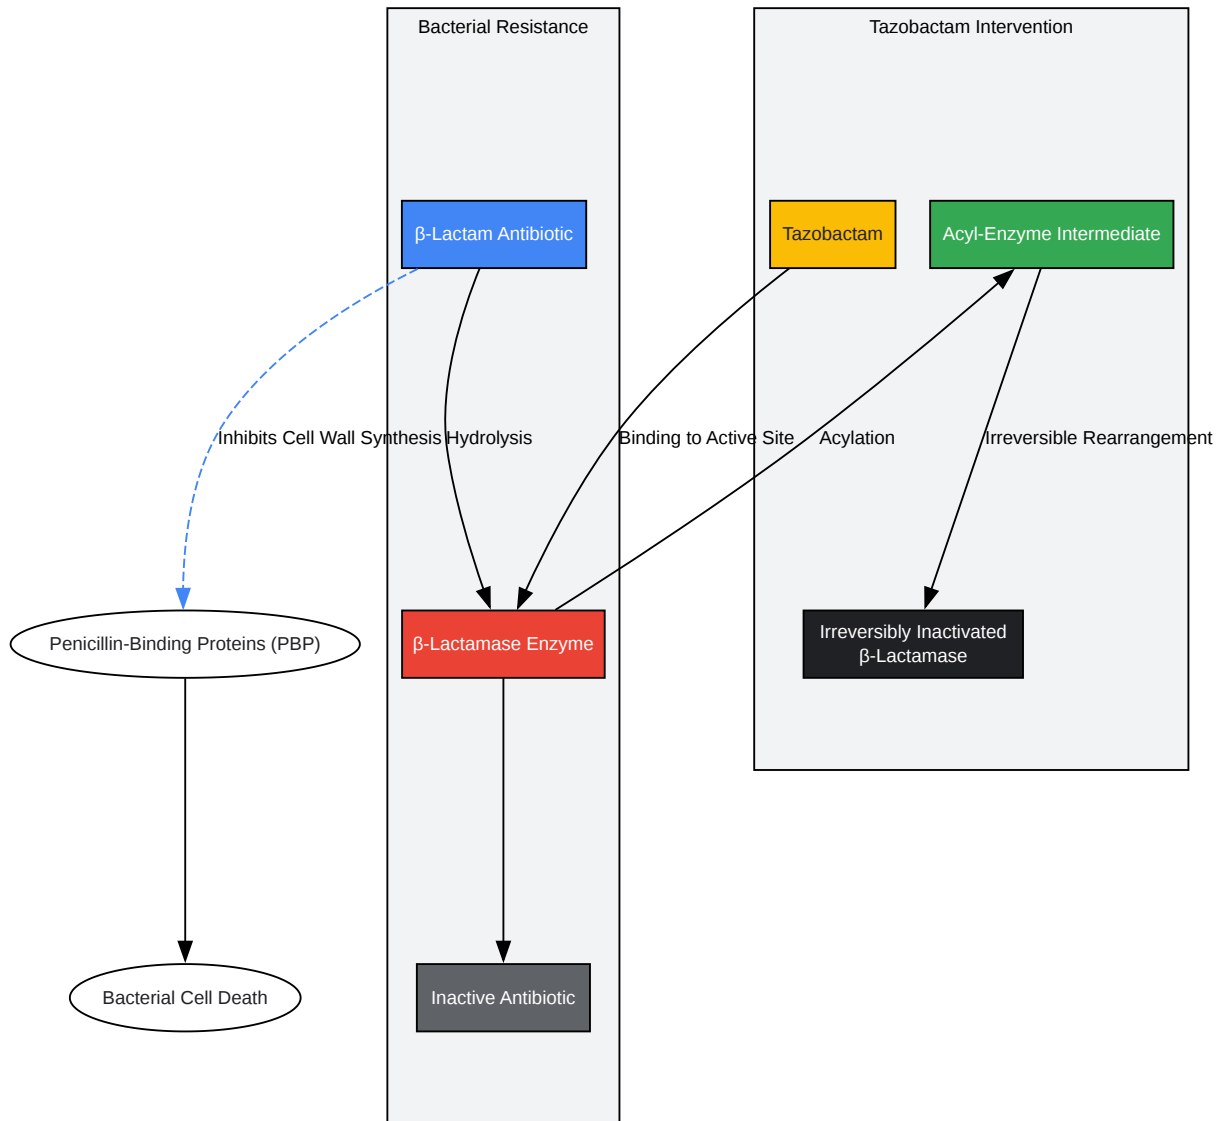 Bacterial Resistance
Tazobactam Intervention
β-Lactam Antibiotic
Tazobactam
Acyl-Enzyme Intermediate
Inhibits Cell Wall Synthesis
Hydrolysis
Binding to Active Site
Acylation
Irreversible Rearrangement
Penicillin-Binding Proteins (PBP)
β-Lactamase Enzyme
Irreversibly Inactivated
β-Lactamase
Bacterial Cell Death
Inactive Antibiotic